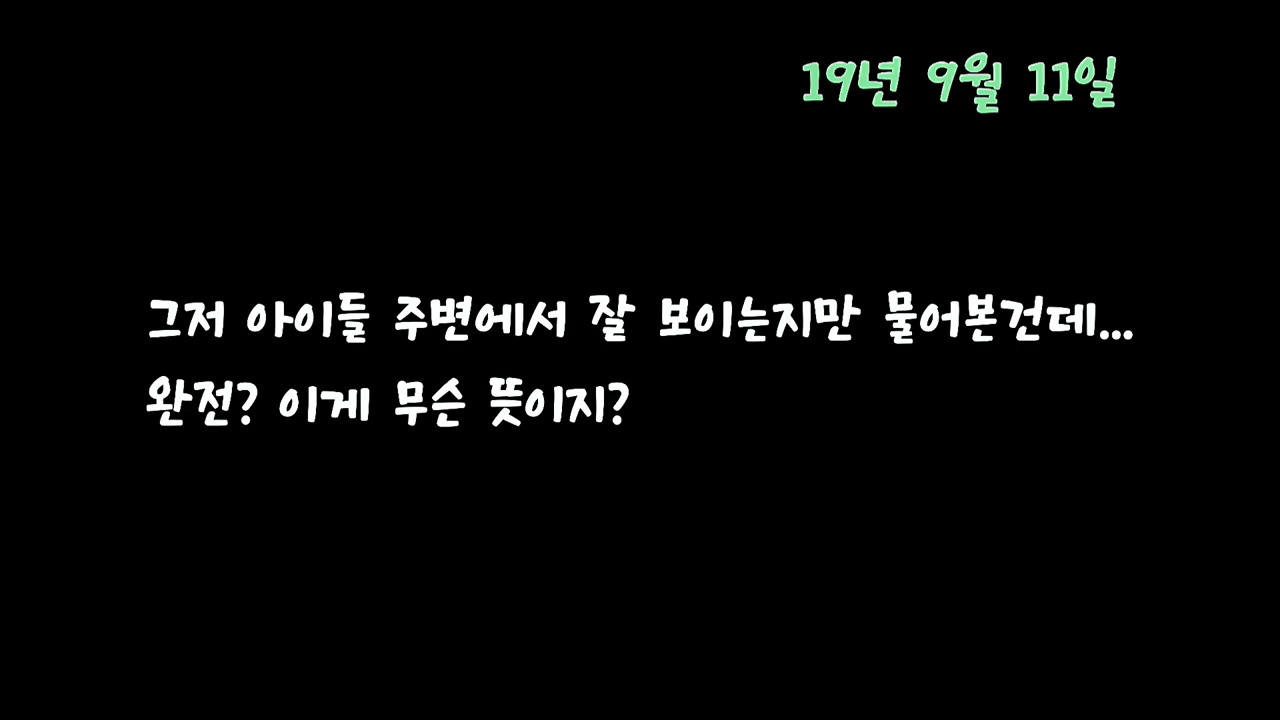 19년 9월 11일
그저 아이들 주변에서 잘 보이는지만 물어본건데...
완전? 이게 무슨 뜻이지?